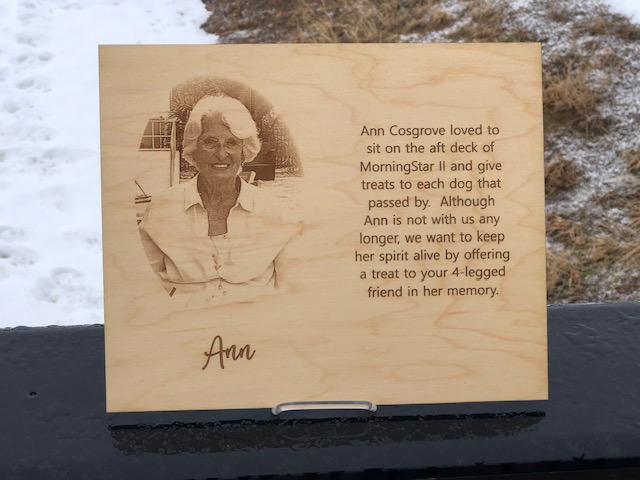 Ann Cosgrove loved to
sit on the aft deck of
MorningStar II and give
treats to each dog that
passed by. Although
Ann is not with us any
longer, we want to keep
her spirit alive by offering
a treat to your 4-legged
friend in her memory.
Ann